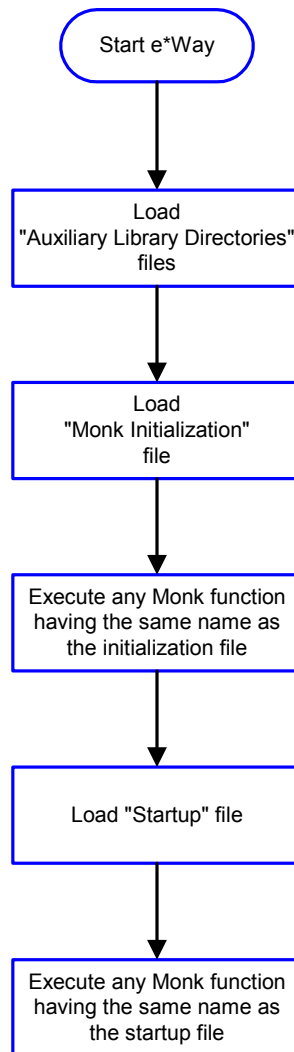 Start e*Way
Load
"Auxiliary Library Directories"
files
Load
"Monk Initialization"
file
Execute any Monk function
having the same name as
the initialization file
Load "Startup" file
Execute any Monk function
having the same name as
the startup file